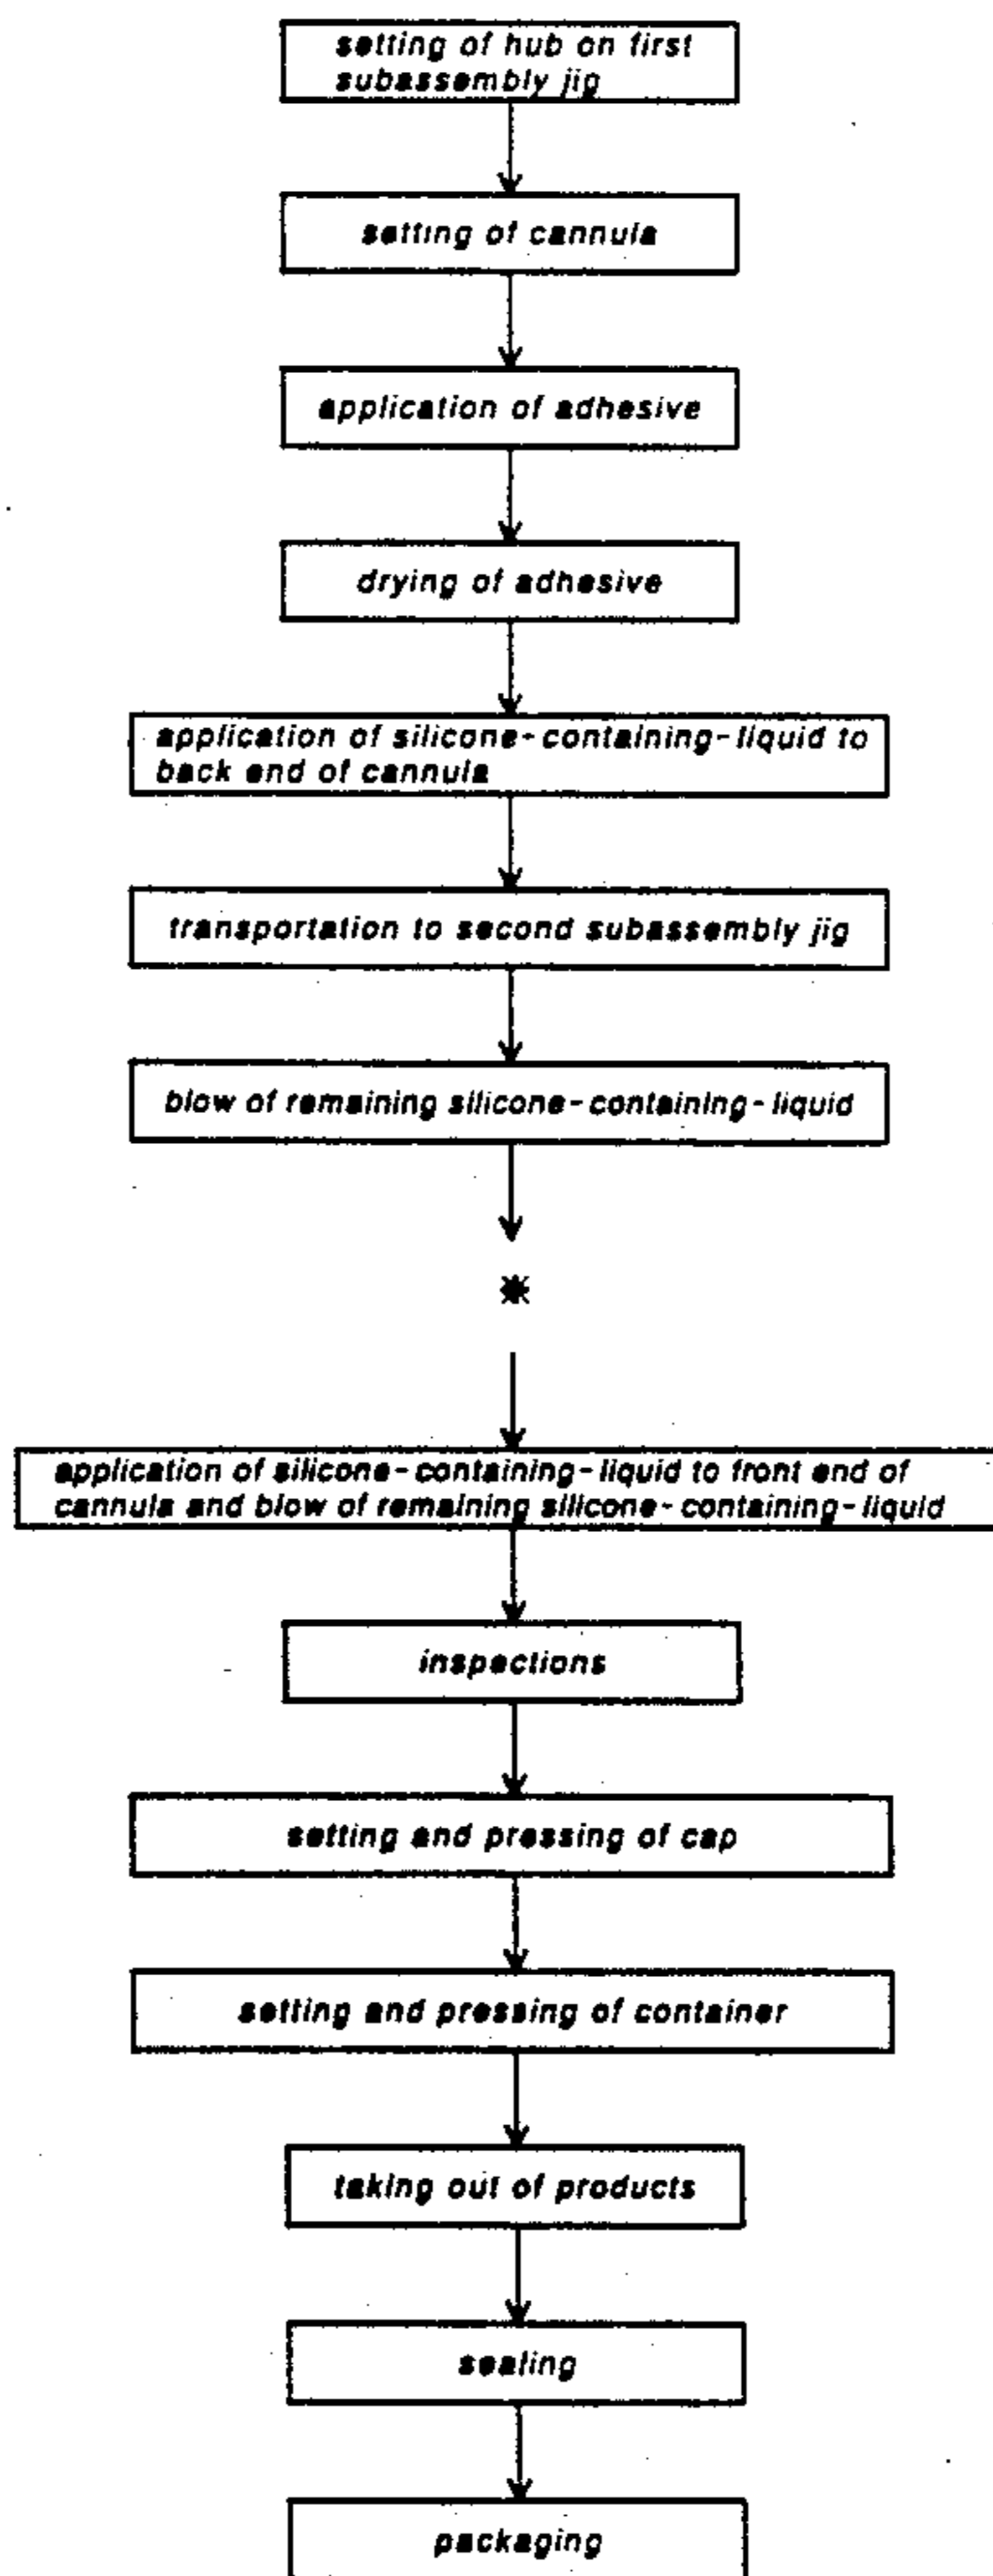 setting of hub on first
subassembly jig
setting of cannula
application of adhesive
drying of adhesive
application of silicone-containing-liquid to
back end of cannula
transportation to second subassembly jig
blow of remaining silicone-containing-liquid
*
application of silicone-containing-liquid to front end of
cannula and blow of remaining silicone-containing-liquid
inspections
setting and pressing of cap
setting and pressing of container
taking out of products
sealing
packaging